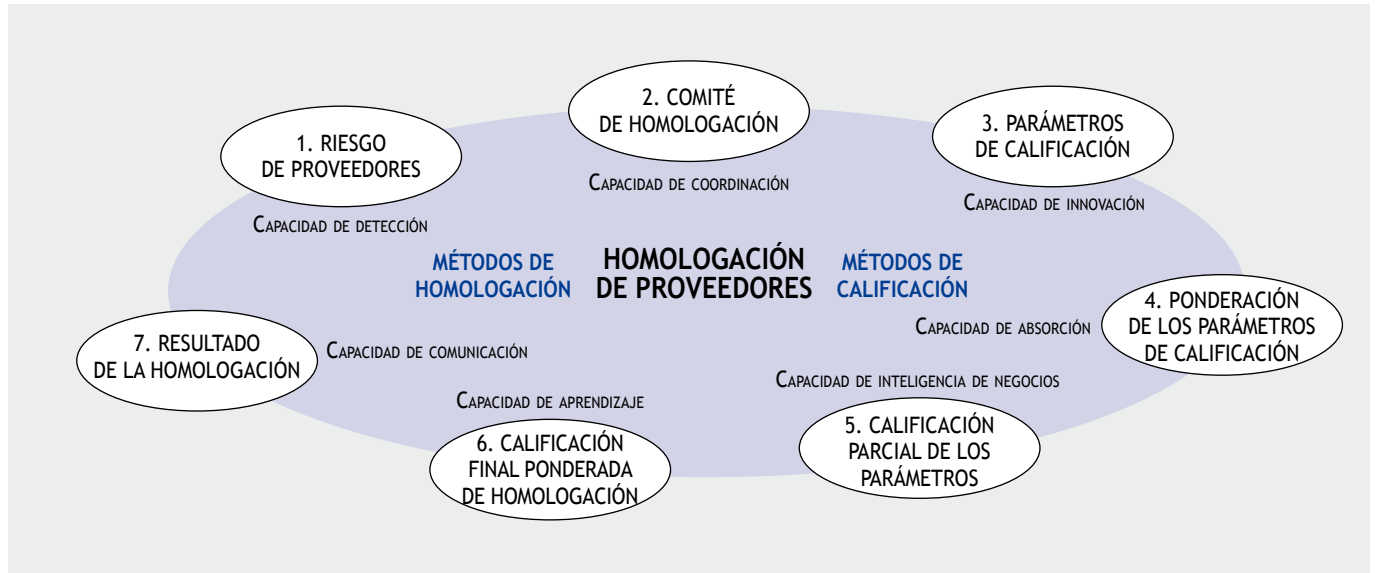 1. RIESGO
DE PROVEEDORES
CAPACIDAD DE DETECCIÓN
2. COMITÉ
DE HOMOLOGACIÓN
CAPACIDAD DE COORDINACIÓN
3. PARÁMETROS
DE CALIFICACIÓN
CAPACIDAD DE INNOVACIÓN
MÉTODOS DE
HOMOLOGACIÓN
HOMOLOGACIÓN
DE PROVEEDORES
MÉTODOS DE
CALIFICACIÓN
4. PONDERACIÓN
DE LOS PARÁMETROS
DE CALIFICACIÓN
CAPACIDAD DE ABSORCIÓN
CAPACIDAD DE INTELIGENCIA DE NEGOCIOS
5. CALIFICACIÓN
PARCIAL DE LOS
PARÁMETROS
CAPACIDAD DE APRENDIZAJE
6. CALIFICACIÓN
FINAL PONDERADA
DE HOMOLOGACIÓN
7. RESULTADO
DE LA HOMOLOGACIÓN
CAPACIDAD DE COMUNICACIÓN